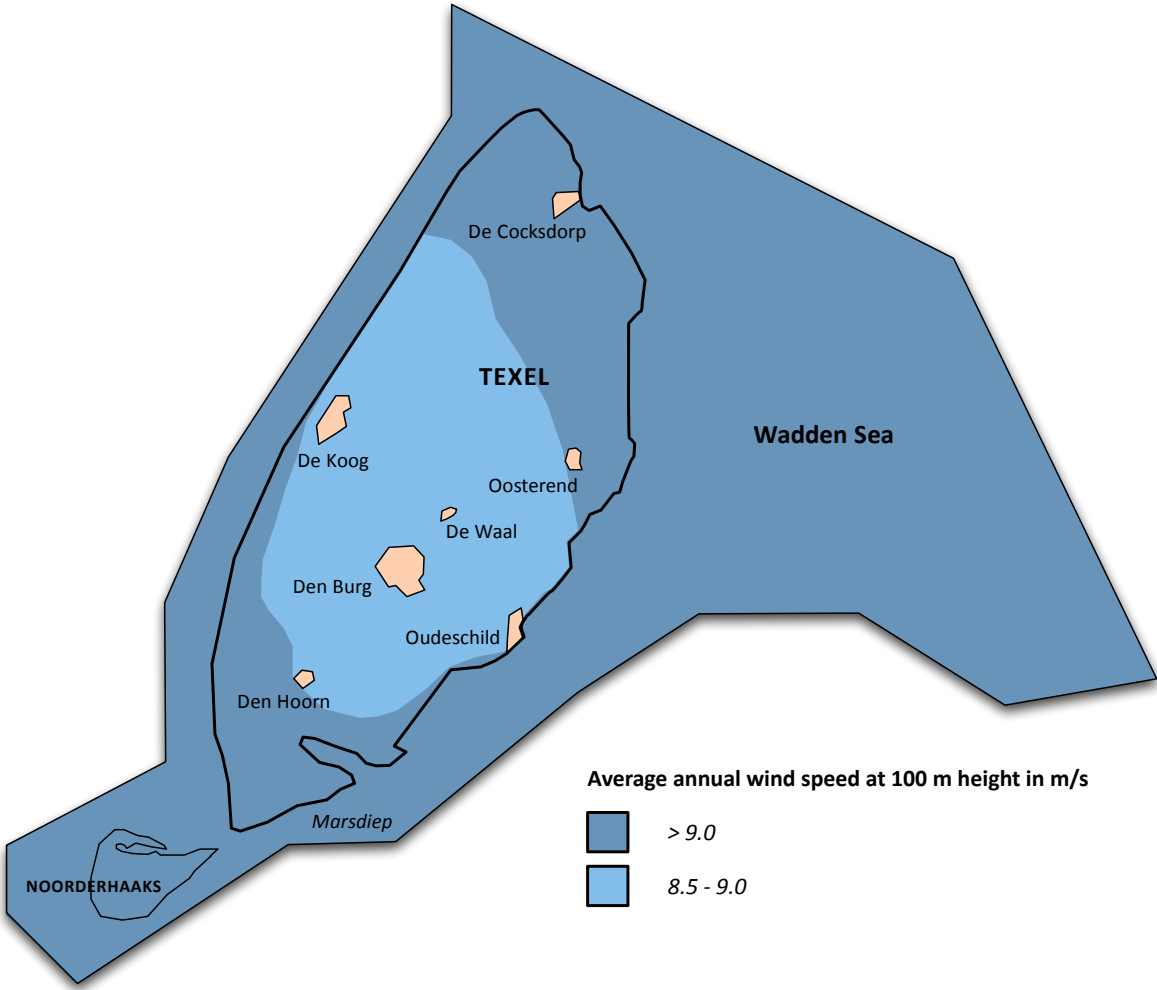 De Cocksdorp
TEXEL
Wadden Sea
De Koog
Oosterend
De Waal
Den Burg
Oudeschild
Den Hoorn
Average annual wind speed at 100 m height in m/s
Marsdiep
> 9.0
NOORDERHAAKS
8.5 - 9.0